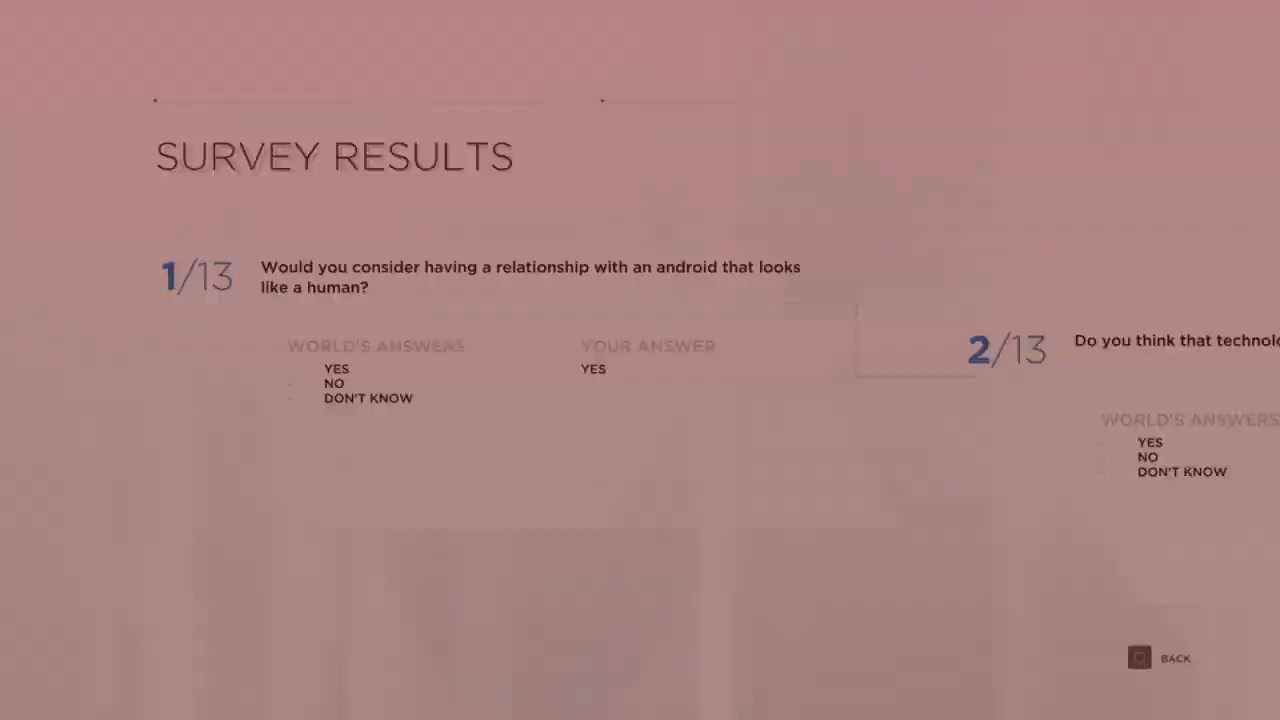 SURVEY RESULTS
1/13
Would you consider having a relationship with an android that looks
like a human?
WORLD'S ANSWERS
YES
NO
DON'T KNOW
YOUR ANSWER
YES
2/13
Do you think that technolo
WORLD'S ANSWERS
YES
NO
DON'T KNOW
BACK